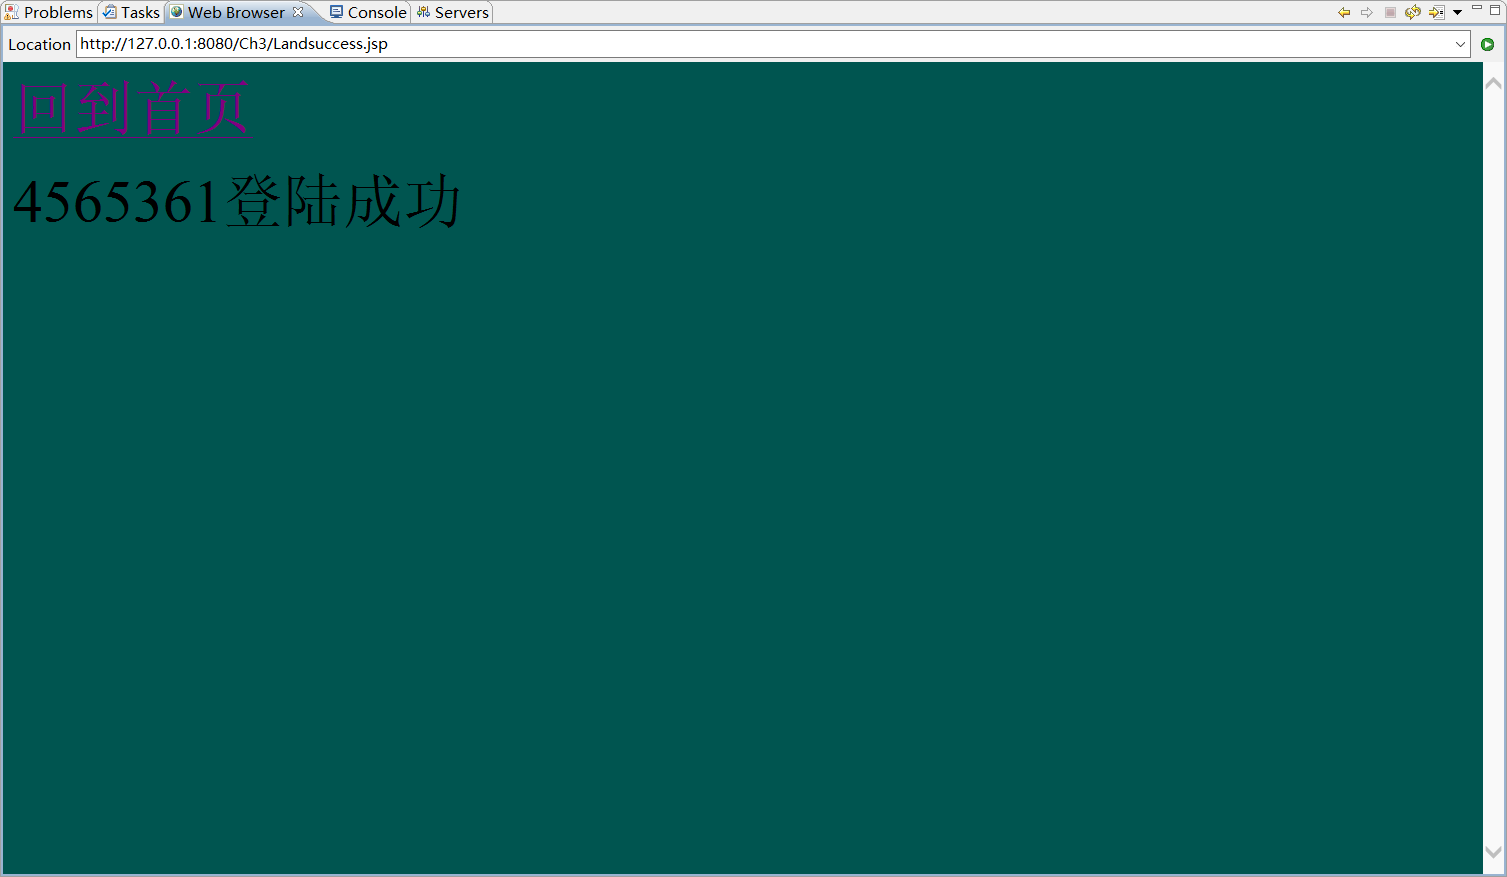 Problems Tasks Web Browser Console Servers
Location http://127.0.0.1:8080/Ch3/Landsuccess.jsp
回到首页
4565361登陆成功